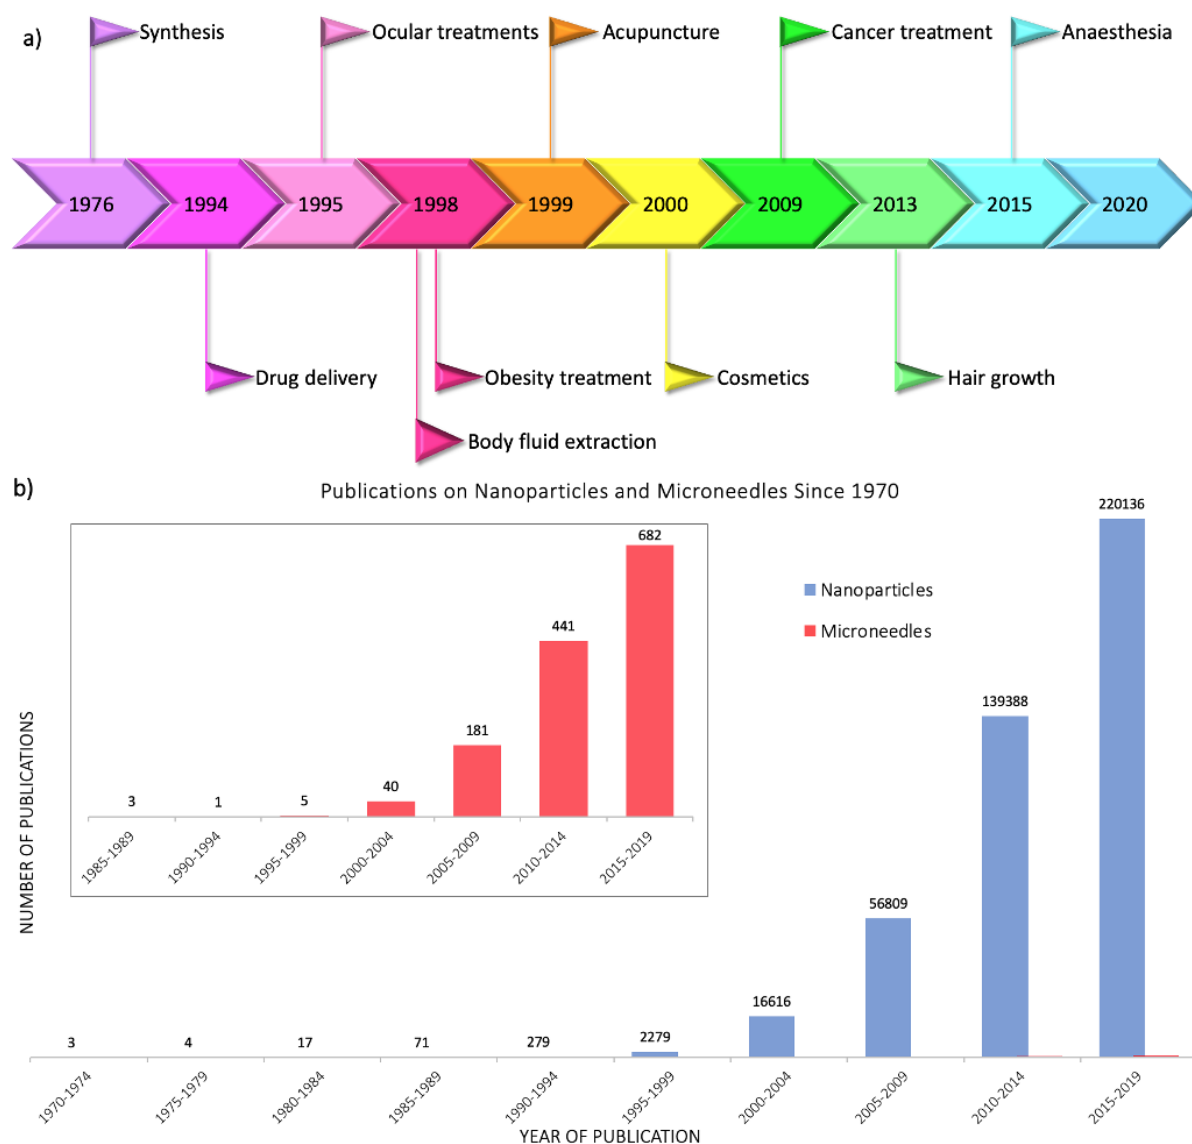 a)
Synthesis
Ocular treatments
Acupuncture
Cancer treatment
Anaesthesia
1976
1994
1995
1998
1999
2000
2009
2013
2015
2020
Drug delivery
Obesity treatment
Cosmetics
Hair growth
Body fluid extraction
b)
Publications on Nanoparticles and Microneedles Since 1970
NUMBER OF PUBLICATIONS
3
1
5
40
181
441
682
1985-1989
1990-1994
1995-1999
2000-2004
2005-2009
2010-2014
2015-2019
Nanoparticles
Microneedles
3
4
17
71
279
2279
16616
56809
139388
220136
1970-1974
1975-1979
1980-1984
1985-1989
1990-1994
1995-1999
2000-2004
2005-2009
2010-2014
2015-2019
YEAR OF PUBLICATION